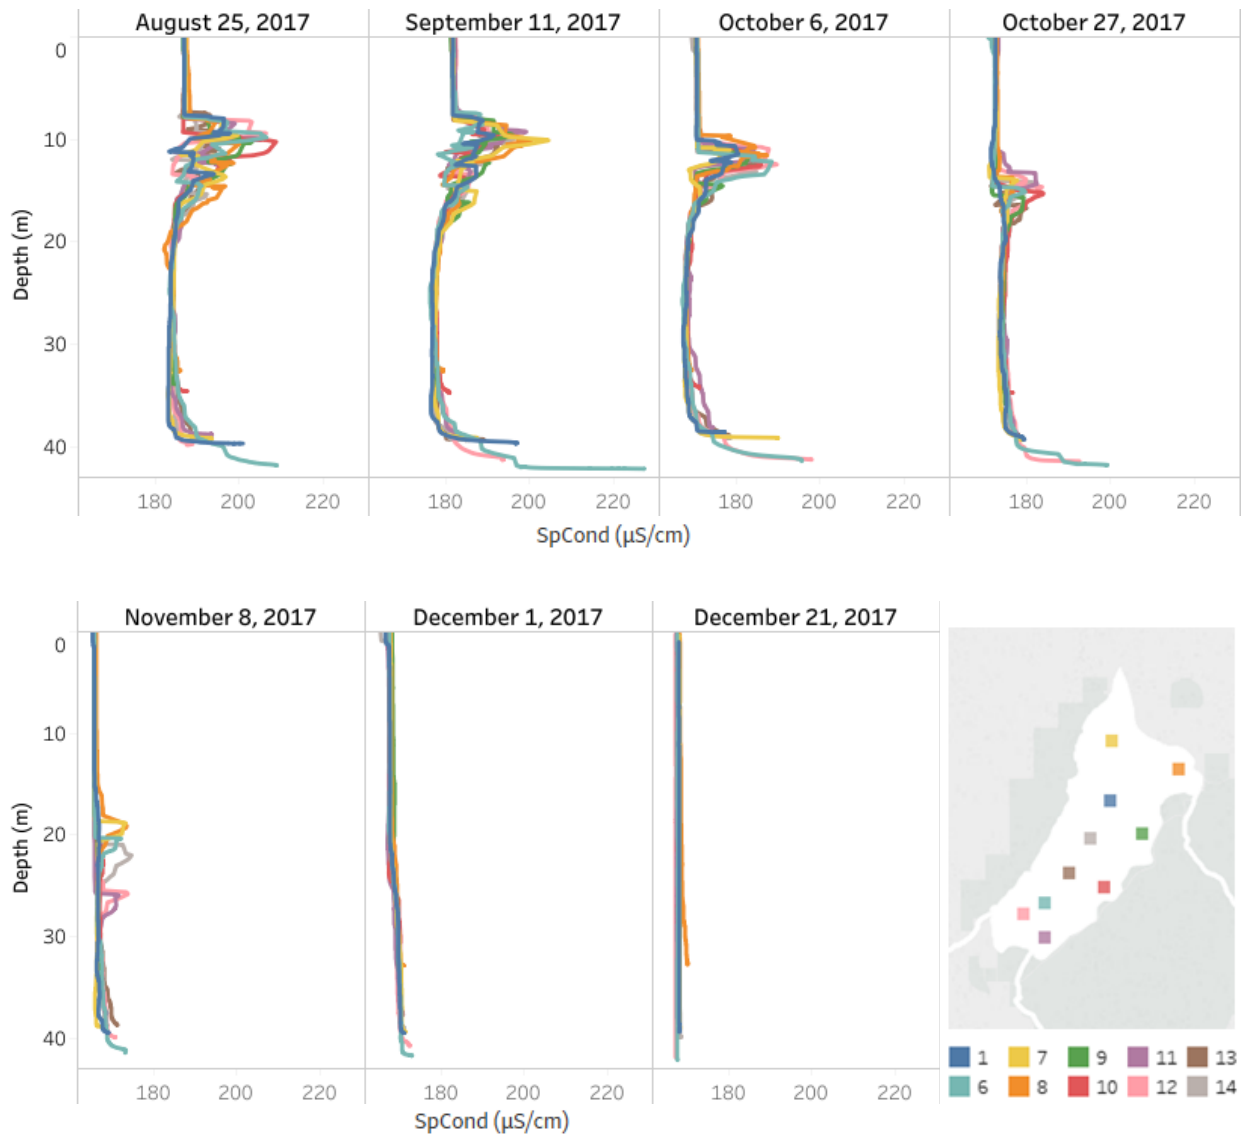 August 25, 2017 September 11, 2017 October 6, 2017 October 27, 2017
0
10
20
30
40
Depth (m)
180 200 220 180 200 220 180 200 220 180 200 220
SpCond (µS/cm)
November 8, 2017 December 1, 2017 December 21, 2017
0
10
20
30
40
Depth (m)
180 200 220 180 200 220 180 200 220
SpCond (µS/cm)
1 7 9 11 13
6 8 10 12 14